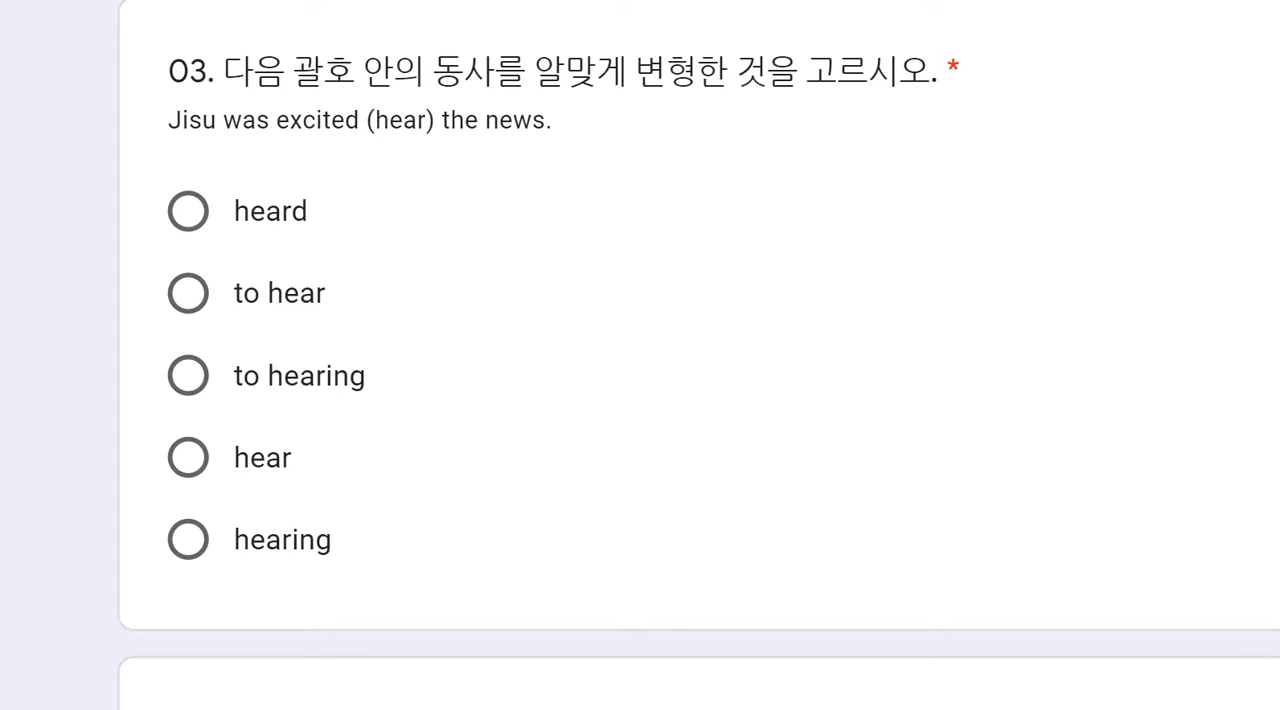 03. 다음 괄호 안의 동사를 알맞게 변형한 것을 고르시오. *
Jisu was excited (hear) the news.
heard
to hear
to hearing
hear
hearing